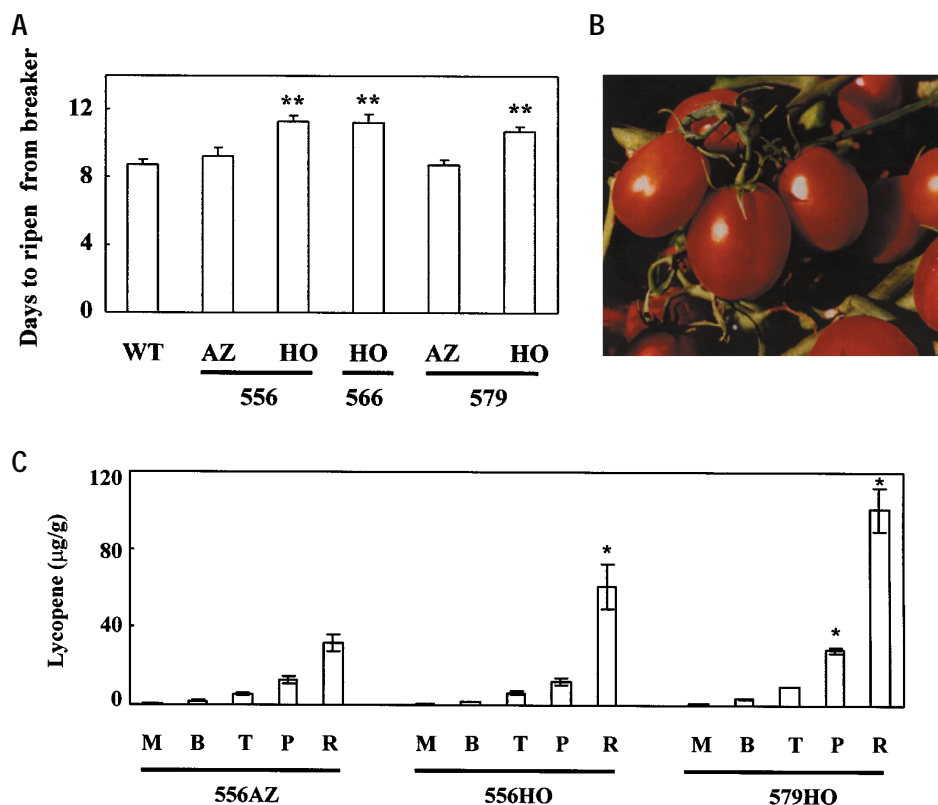 A
Days to ripen from breaker
12
8
4
0
** ** **
WT AZ HO HO AZ HO
556 566 579
B
C
Lycopene (µg/g)
120
80
40
0
* * *
M B T P R M B T P R M B T P R
556AZ 556HO 579HO